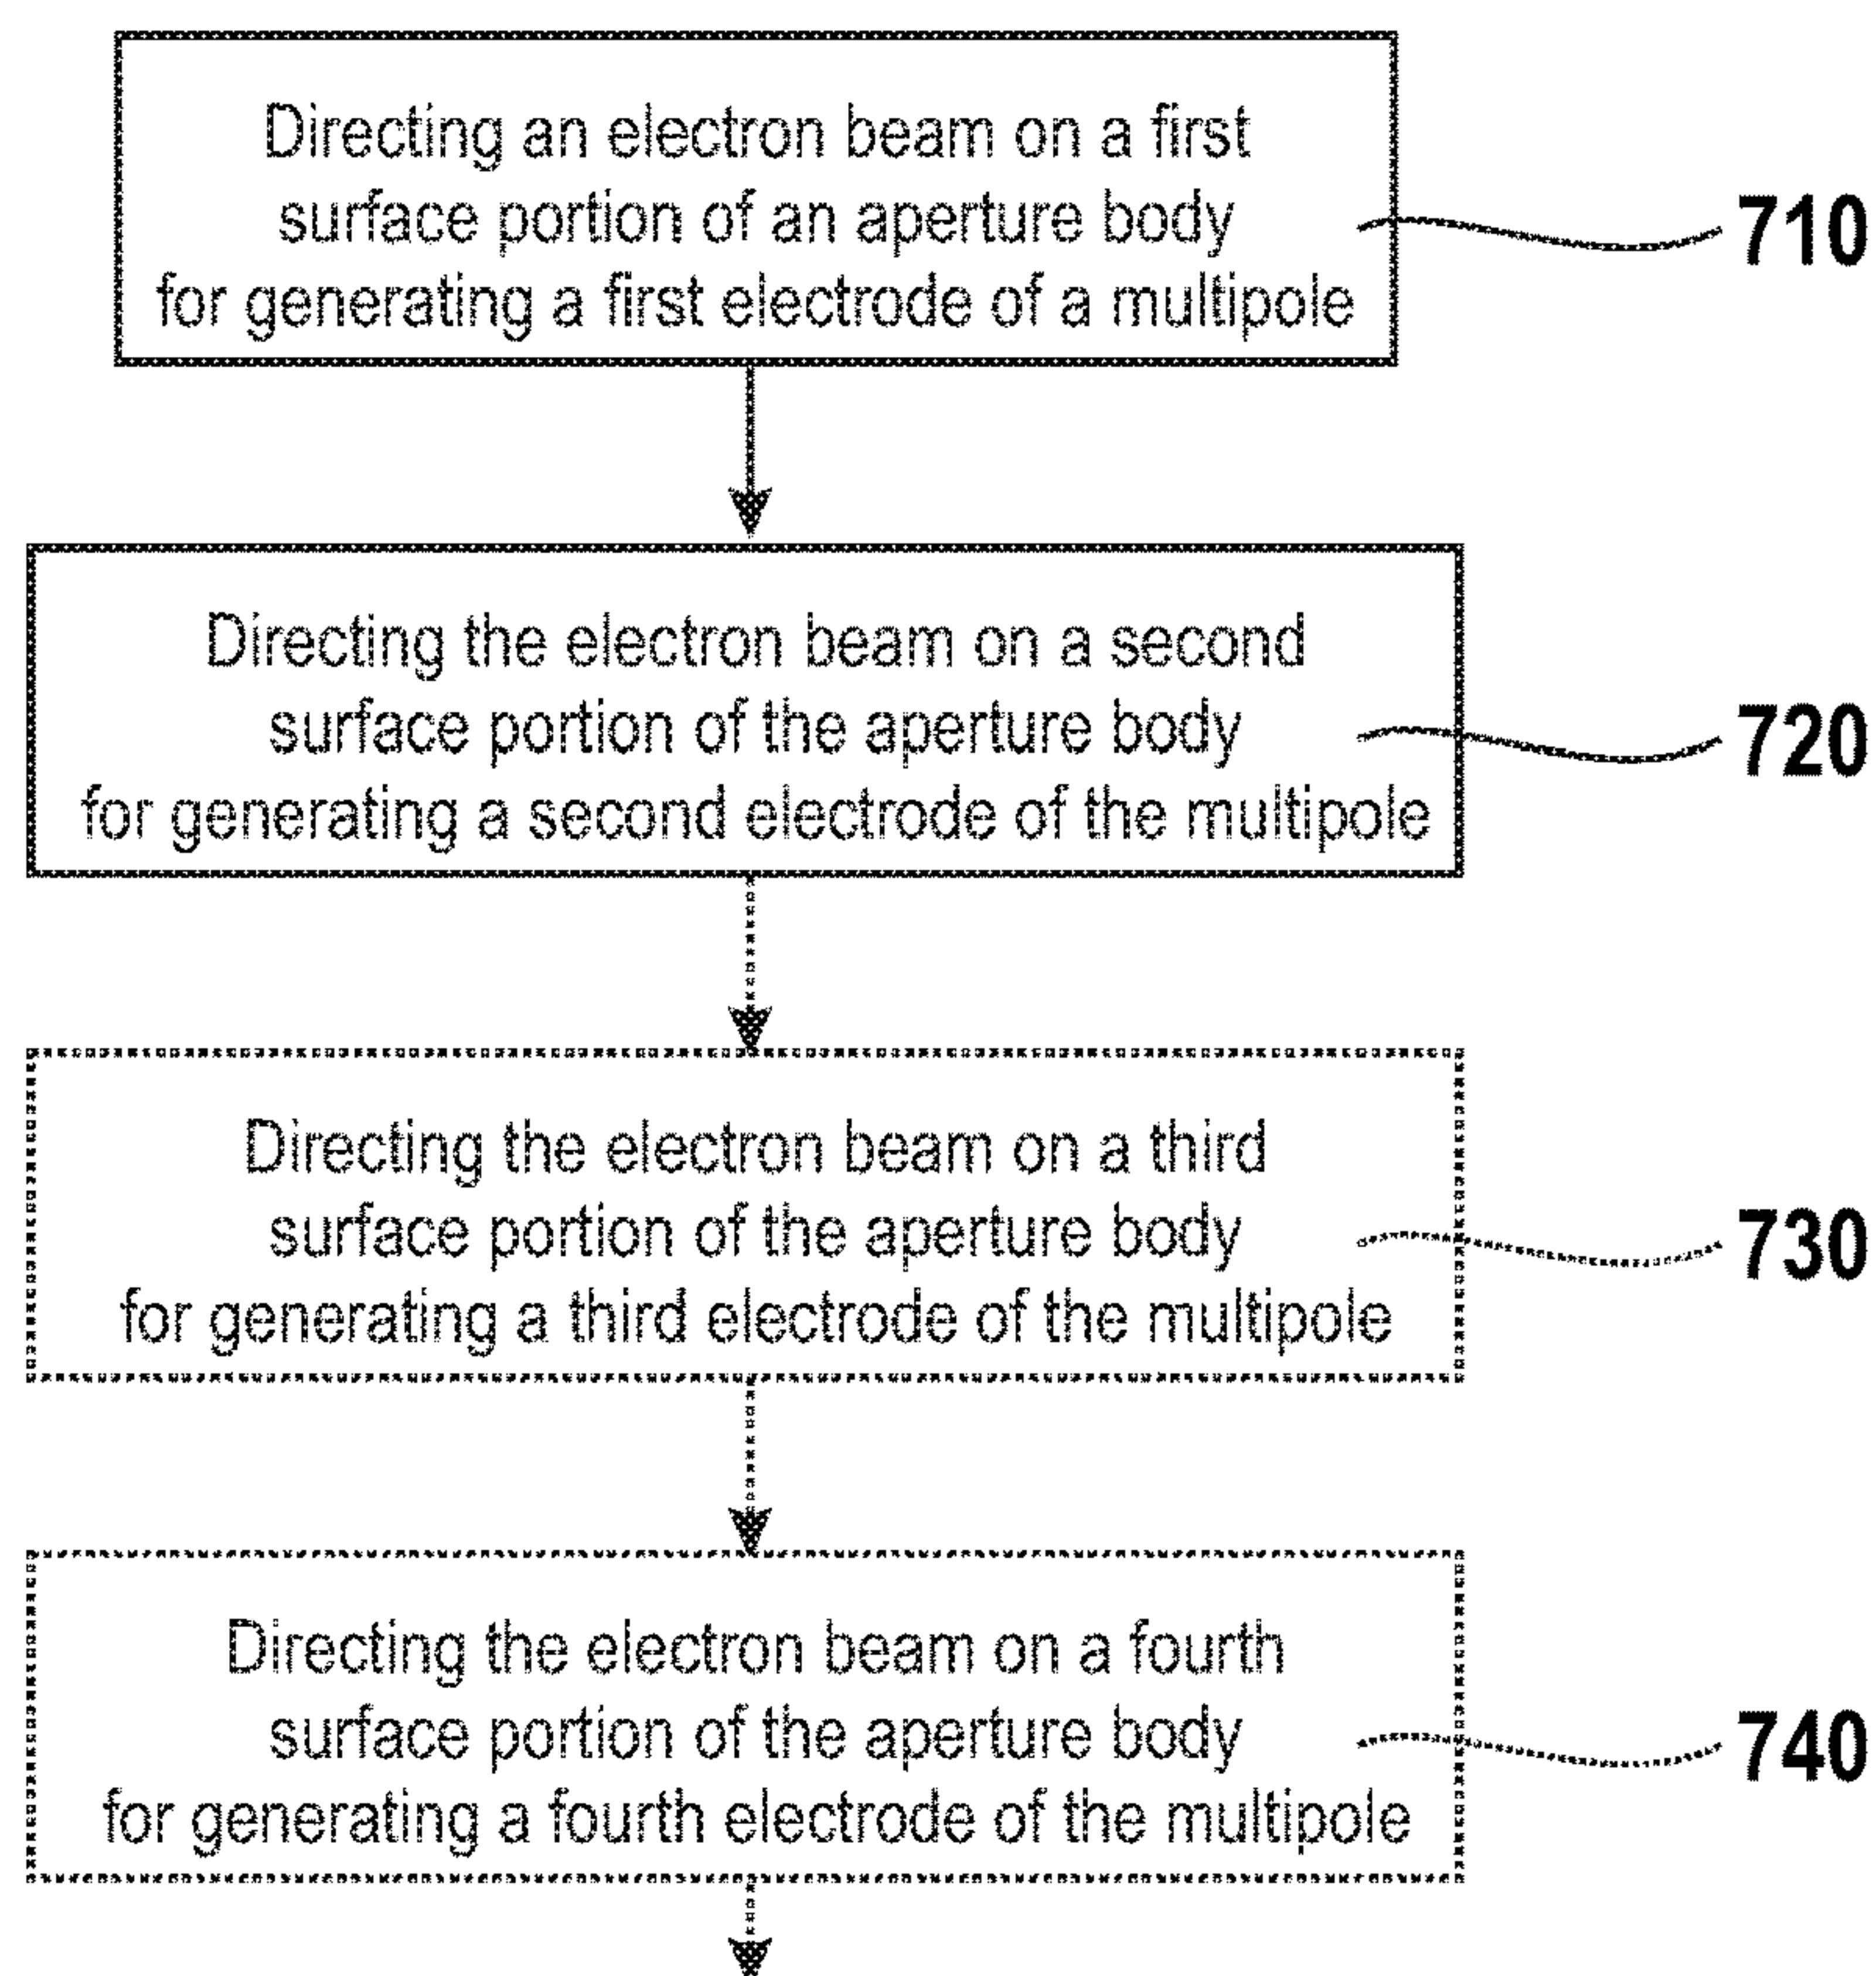 Directing an electron beam on a first
surface portion of an aperture body
for generating a first electrode of a multipole
710
Directing the electron beam on a second
surface portion of the aperture body
for generating a second electrode of the multipole
720
Directing the electron beam on a third
surface portion of the aperture body
for generating a third electrode of the multipole
730
Directing the electron beam on a fourth
surface portion of the aperture body
for generating a fourth electrode of the multipole
740